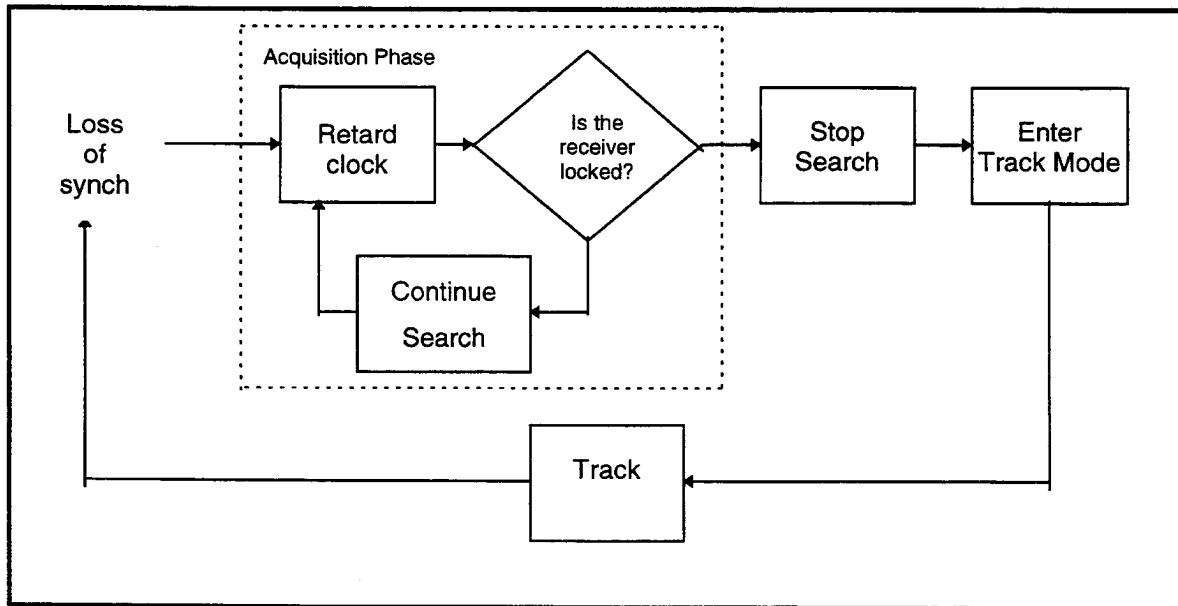 Acquisition Phase
Loss
of
synch
Retard
clock
Is the
receiver
locked?
Stop
Search
Enter
Track Mode
Continue
Search
Track